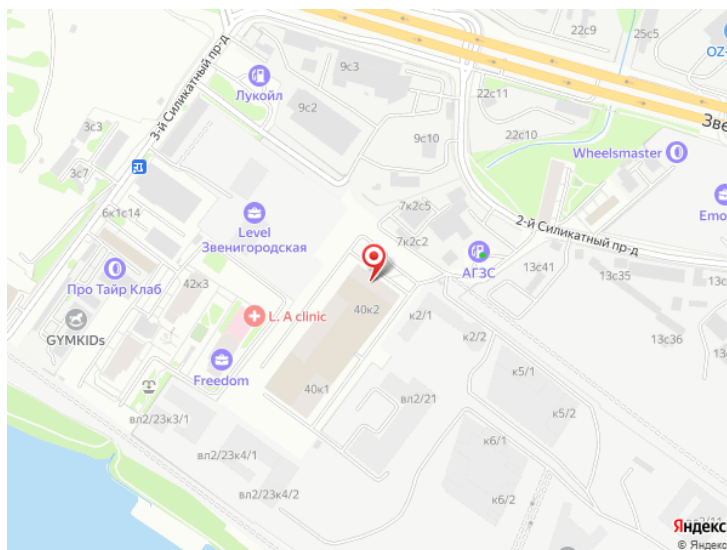 22с9
25с5
OZ-
9с3
Лукойл
3-й Силикатный пр-д
9с2
22с11
Зве
3с3
9с10
22с10
Wheelsmaster
3с7
Emo
6к1с14
7к2с5
2-й Силикатный пр-д
Level
Звенигородская
7к2с2
АГЗС
13с41
13с35
13с35
Про Тайр Клаб
42к3
40к2
L. A clinic
к2/1
13с4
GYMKIDs
к2/2
13с36
Freedom
к5/1
40к1
вл2/21
к5/2
вл2/23к3/1
к6/1
вл2/23к4/1
вл2/23к4/2
к6/2
Яндекс
© Яндекс